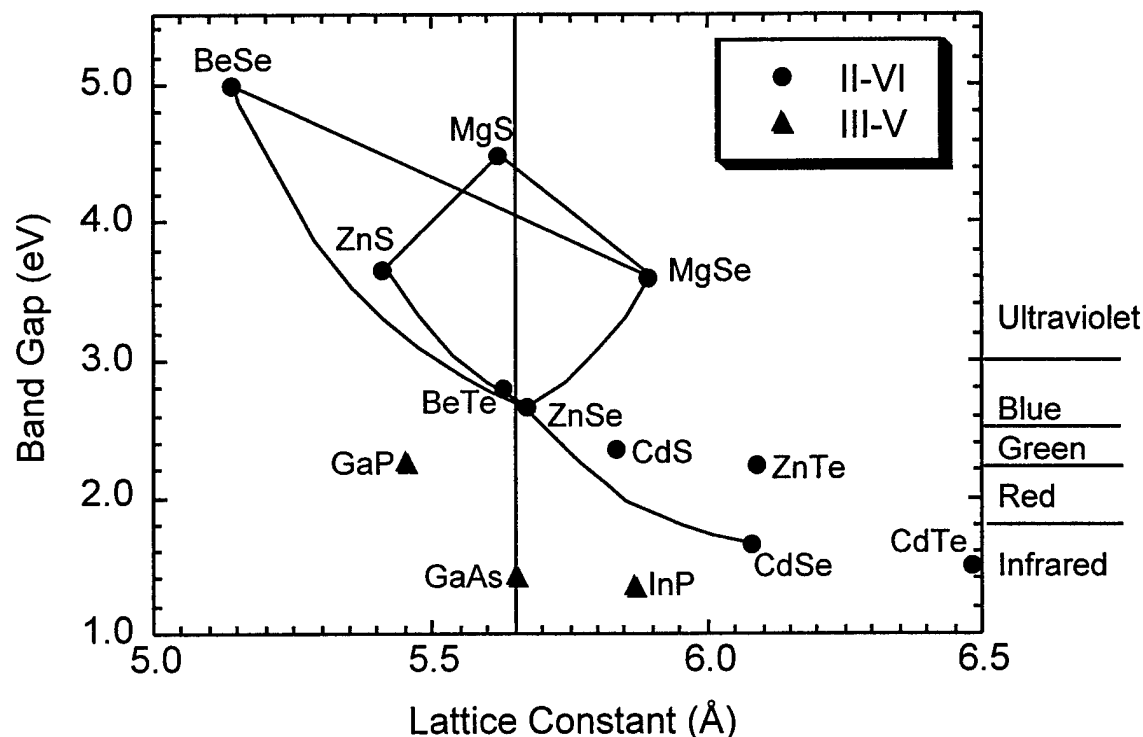 II-VI
III-V
BeSe
MgS
ZnS
MgSe
BeTe
ZnSe
CdS
ZnTe
GaP
CdSe
CdTe
GaAs
InP
Ultraviolet
Blue
Green
Red
Infrared
Band Gap (eV)
5.0
4.0
3.0
2.0
1.0
5.0 5.5 6.0 6.5
Lattice Constant (Å)